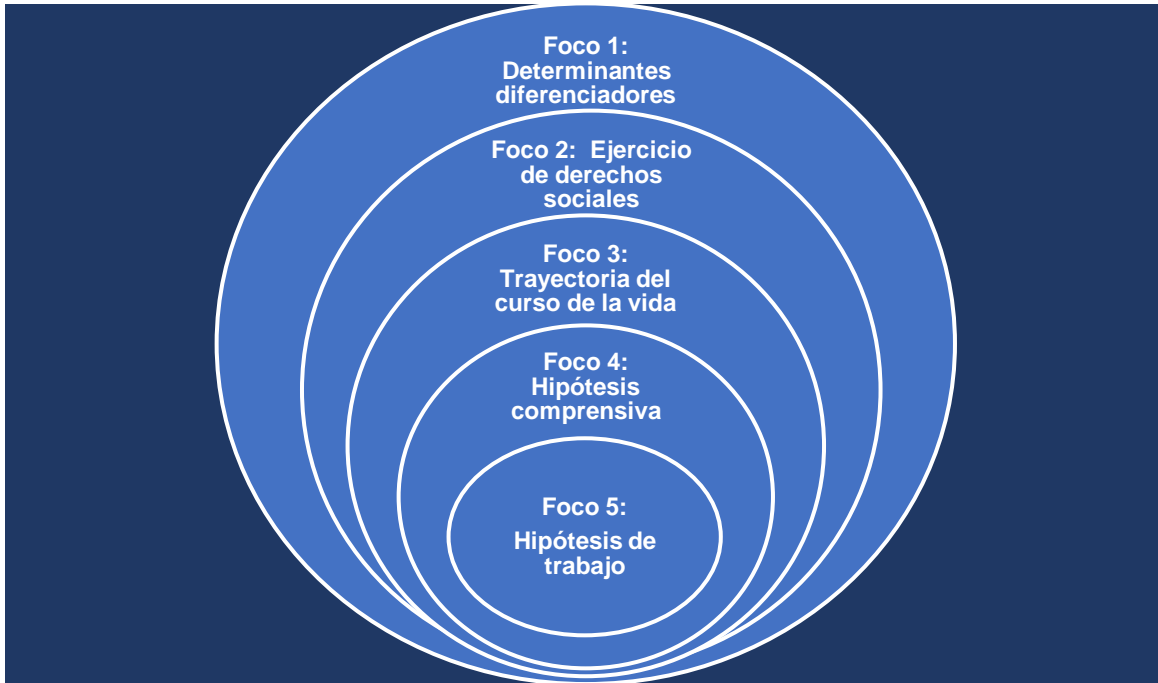 Foco 1:
Determinantes
diferenciadores
Foco 2: Ejercicio
de derechos
sociales
Foco 3:
Trayectoria del
curso de la vida
Foco 4:
Hipótesis
comprensiva
Foco 5:
Hipótesis de
trabajo